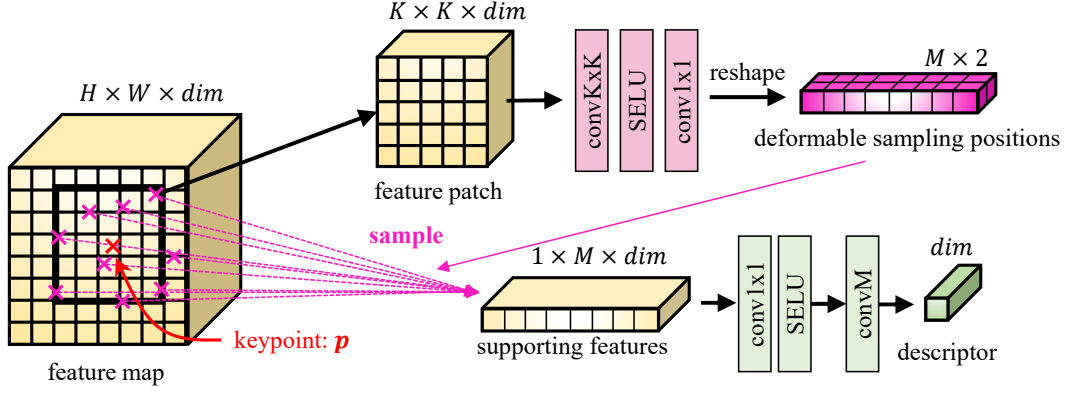 K × K × dim
H × W × dim
convKxK
SELU
conv1x1
reshape
M × 2
deformable sampling positions
feature patch
sample
1 × M × dim
dim
conv1x1
SELU
convM
keypoint: p
supporting features
descriptor
feature map